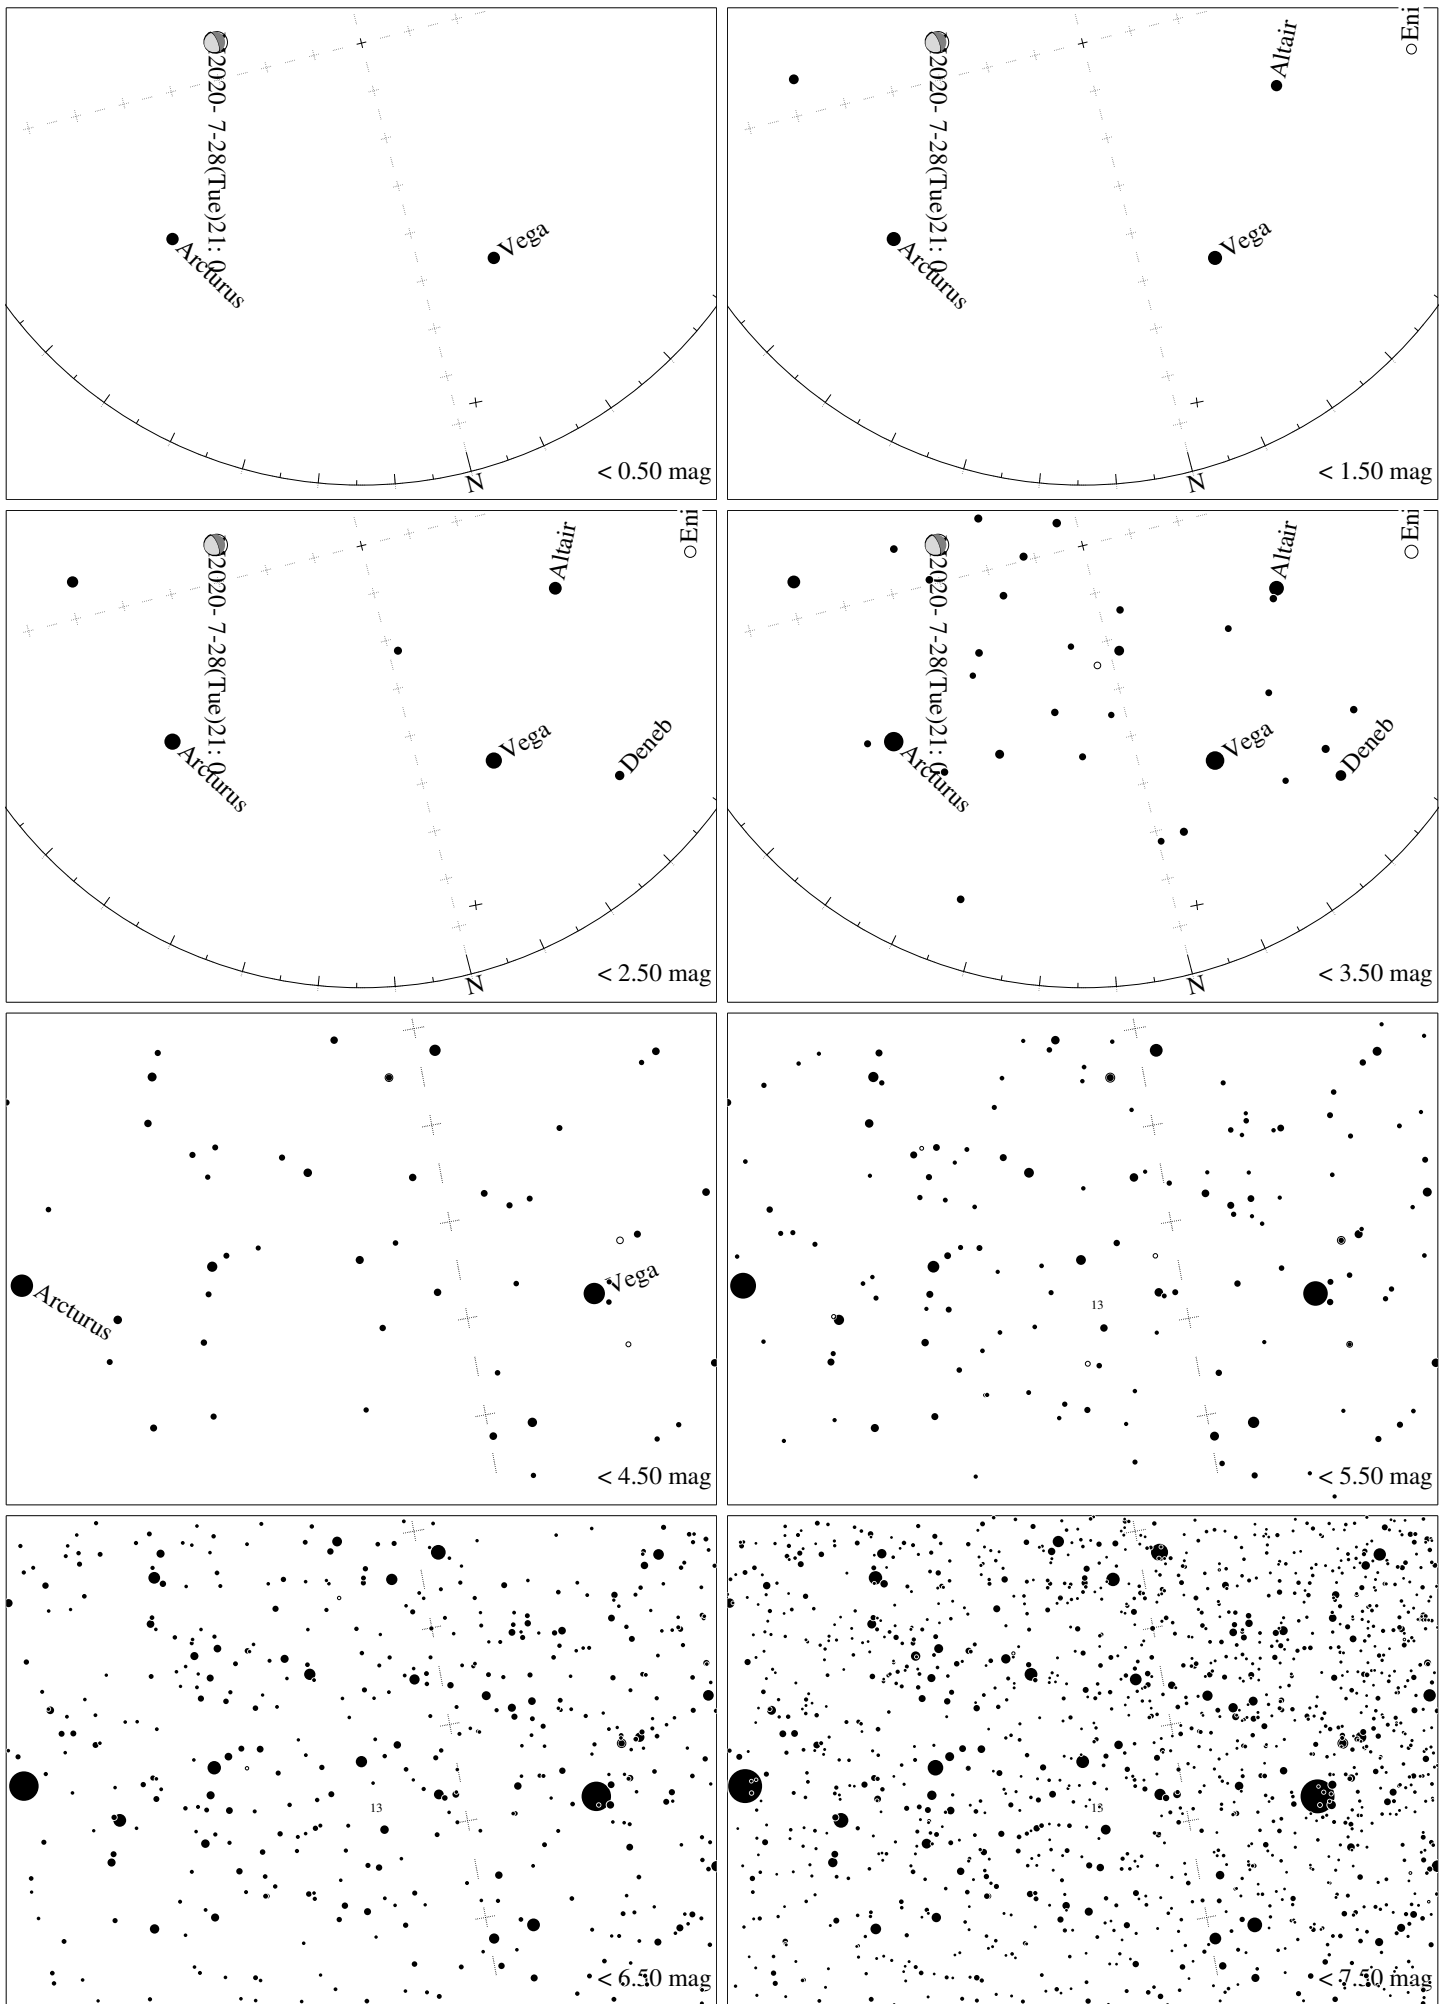 2020- 7-28(Tue)21: 0
Arcturus
Vega
N
< 0.50 mag
2020- 7-28(Tue)21: 0
Altair
Eni
Arcturus
Vega
N
< 1.50 mag
2020- 7-28(Tue)21: 0
Altair
Eni
Arcturus
Vega
Deneb
N
< 2.50 mag
2020- 7-28(Tue)21: 0
Altair
Eni
Arcturus
Vega
Deneb
N
< 3.50 mag
Arcturus
Vega
< 4.50 mag
13
< 5.50 mag
13
< 6.50 mag
13
< 7.50 mag